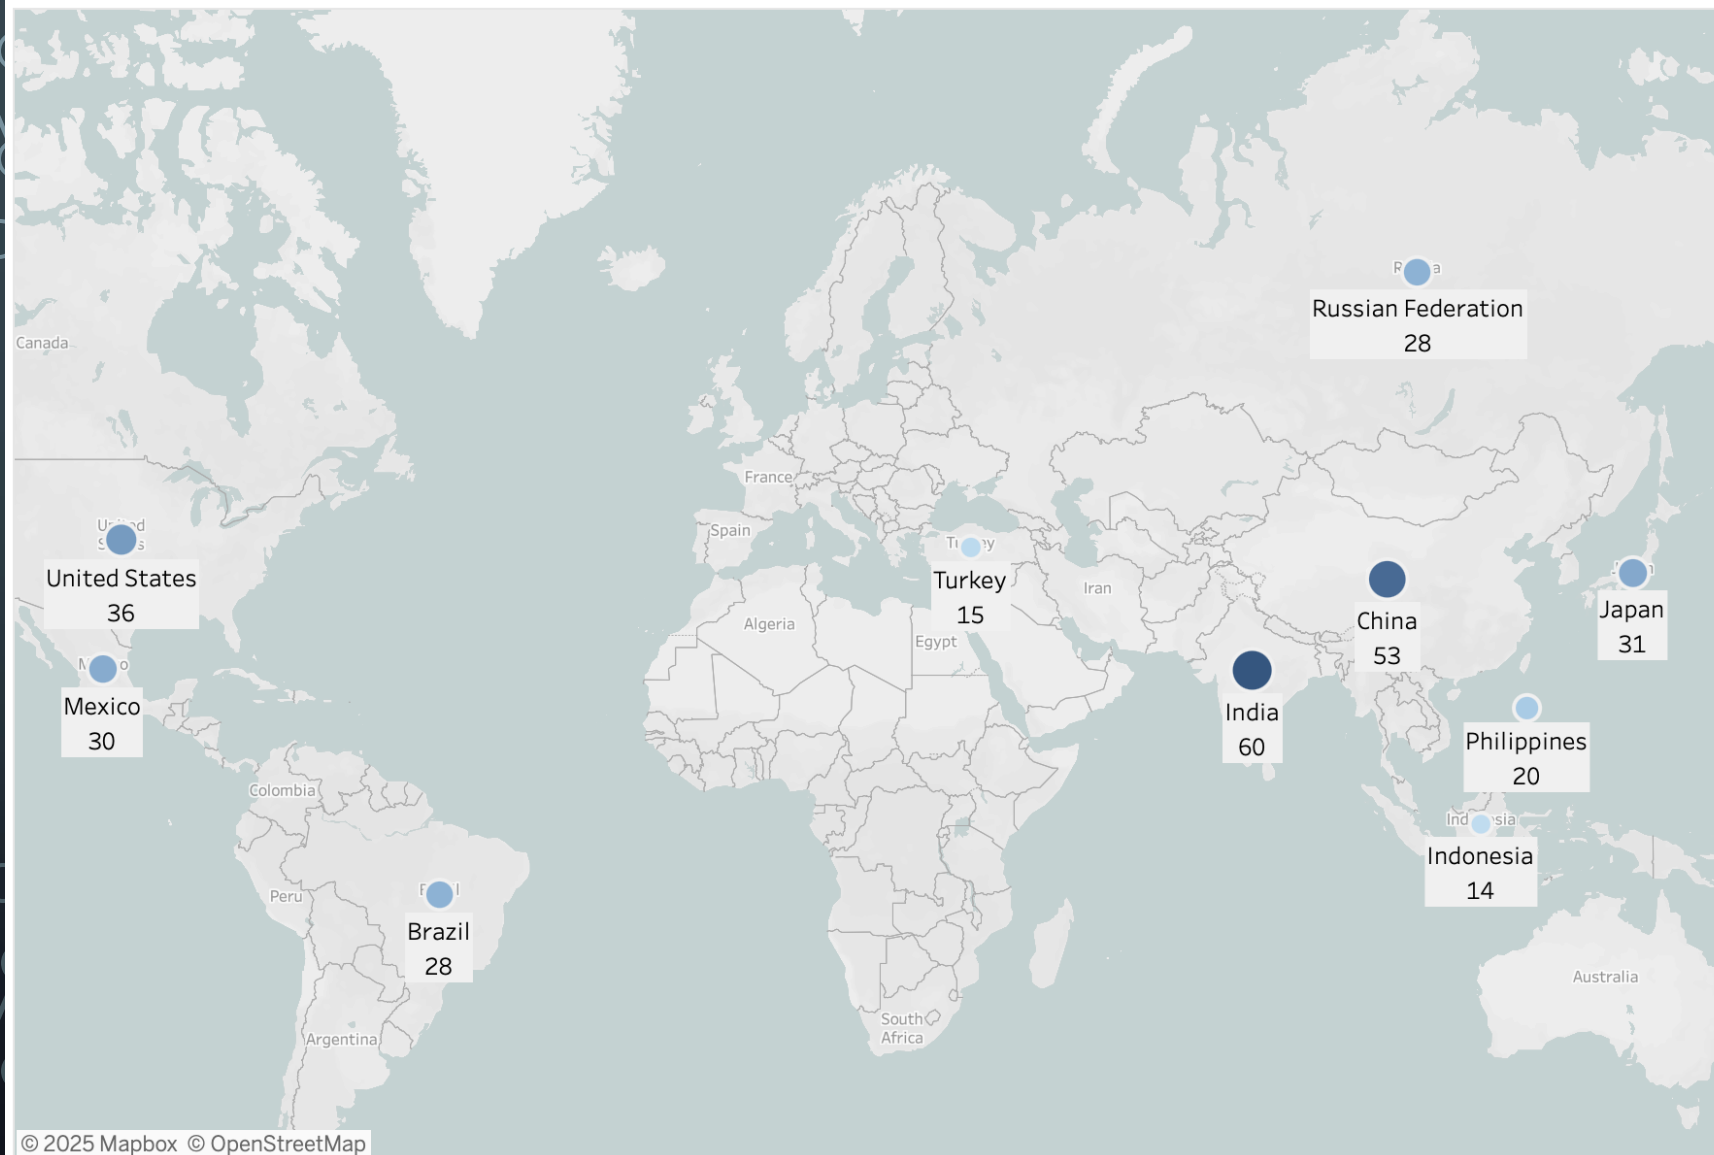 Russian Federation
28
Canada
France
Spain
United States
36
Turkey
15
Iran
China
53
Japan
31
Algeria
Egypt
Mexico
30
India
60
Philippines
20
Colombia
Indonesia
14
Peru
Brazil
28
Australia
South
Africa
Argentina
© 2025 Mapbox © OpenStreetMap